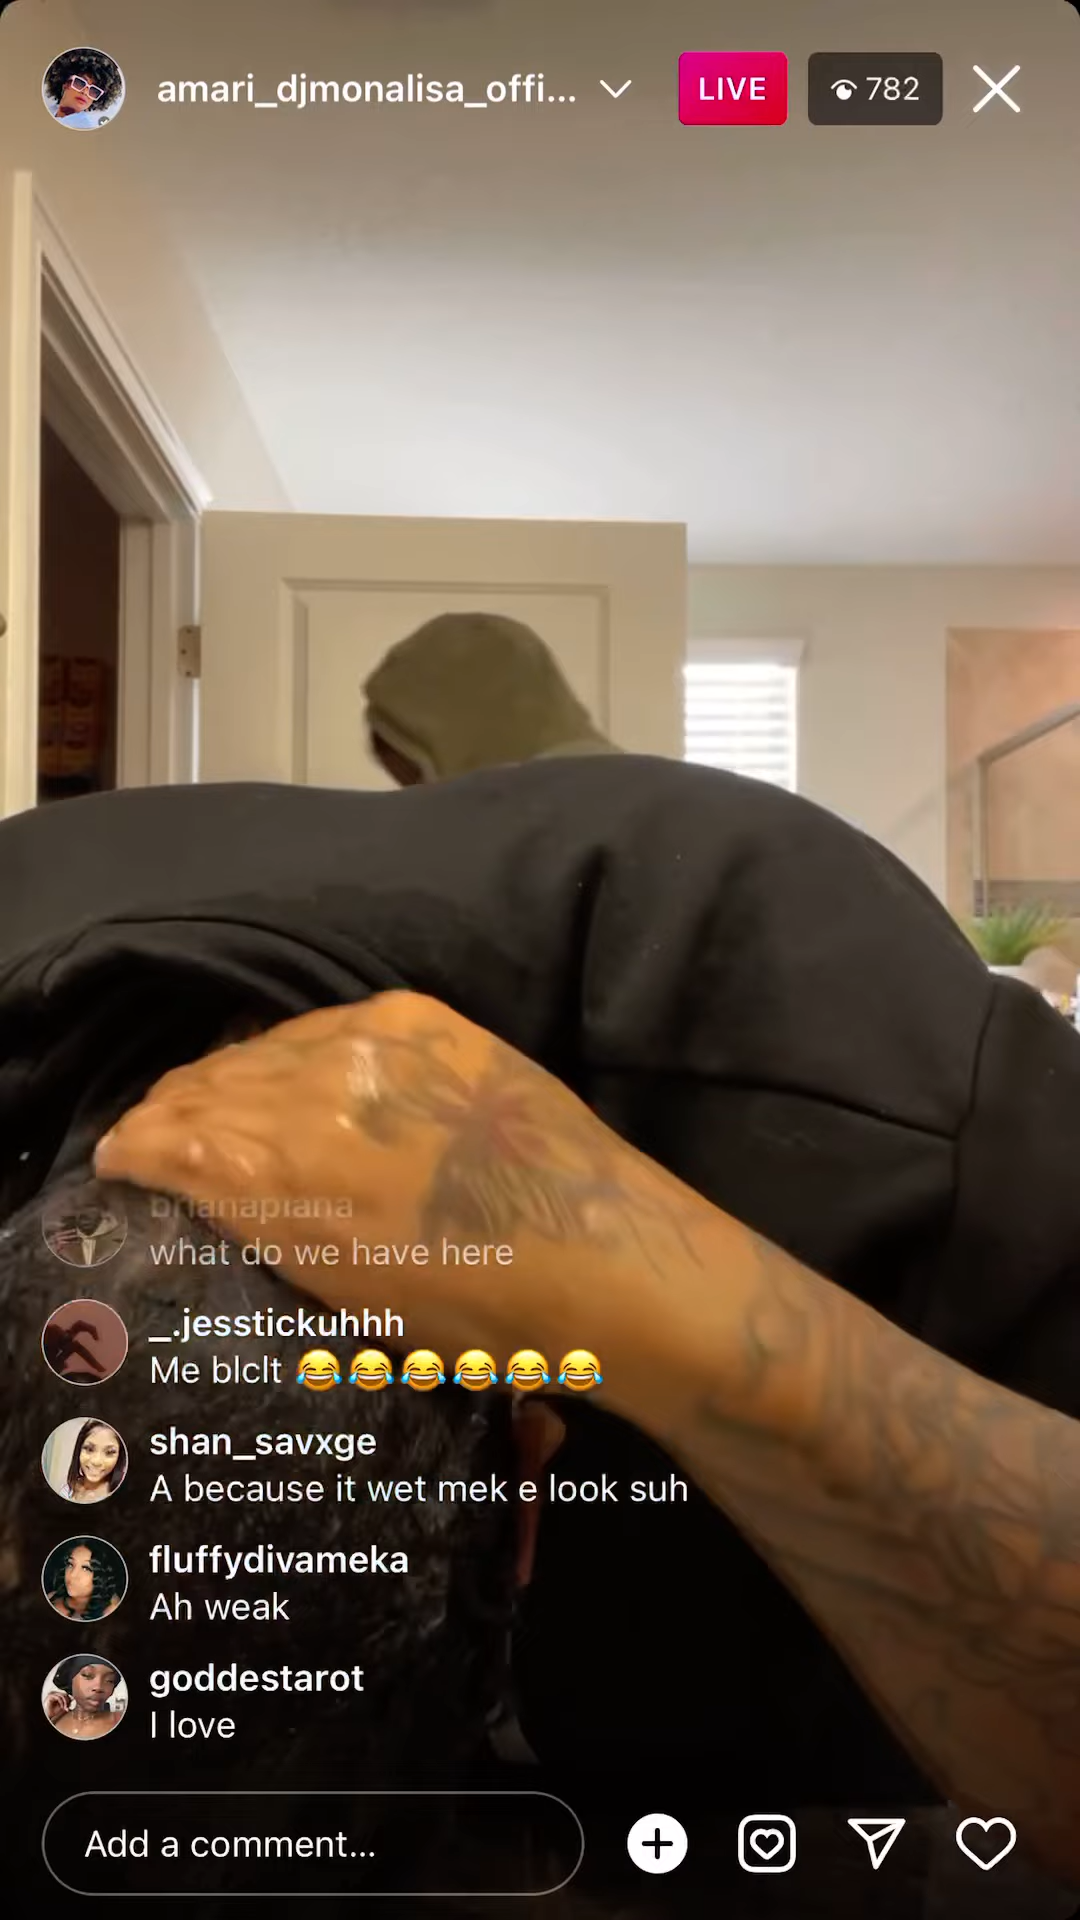 amari_djmonalisa_offi...
LIVE
782
brianapiana
what do we have here
_.jesstickuhhh
Me blclt 😂😂😂😂😂😂
shan_savxge
A because it wet mek e look suh
fluffydivameka
Ah weak
goddestarot
I love
Add a comment...